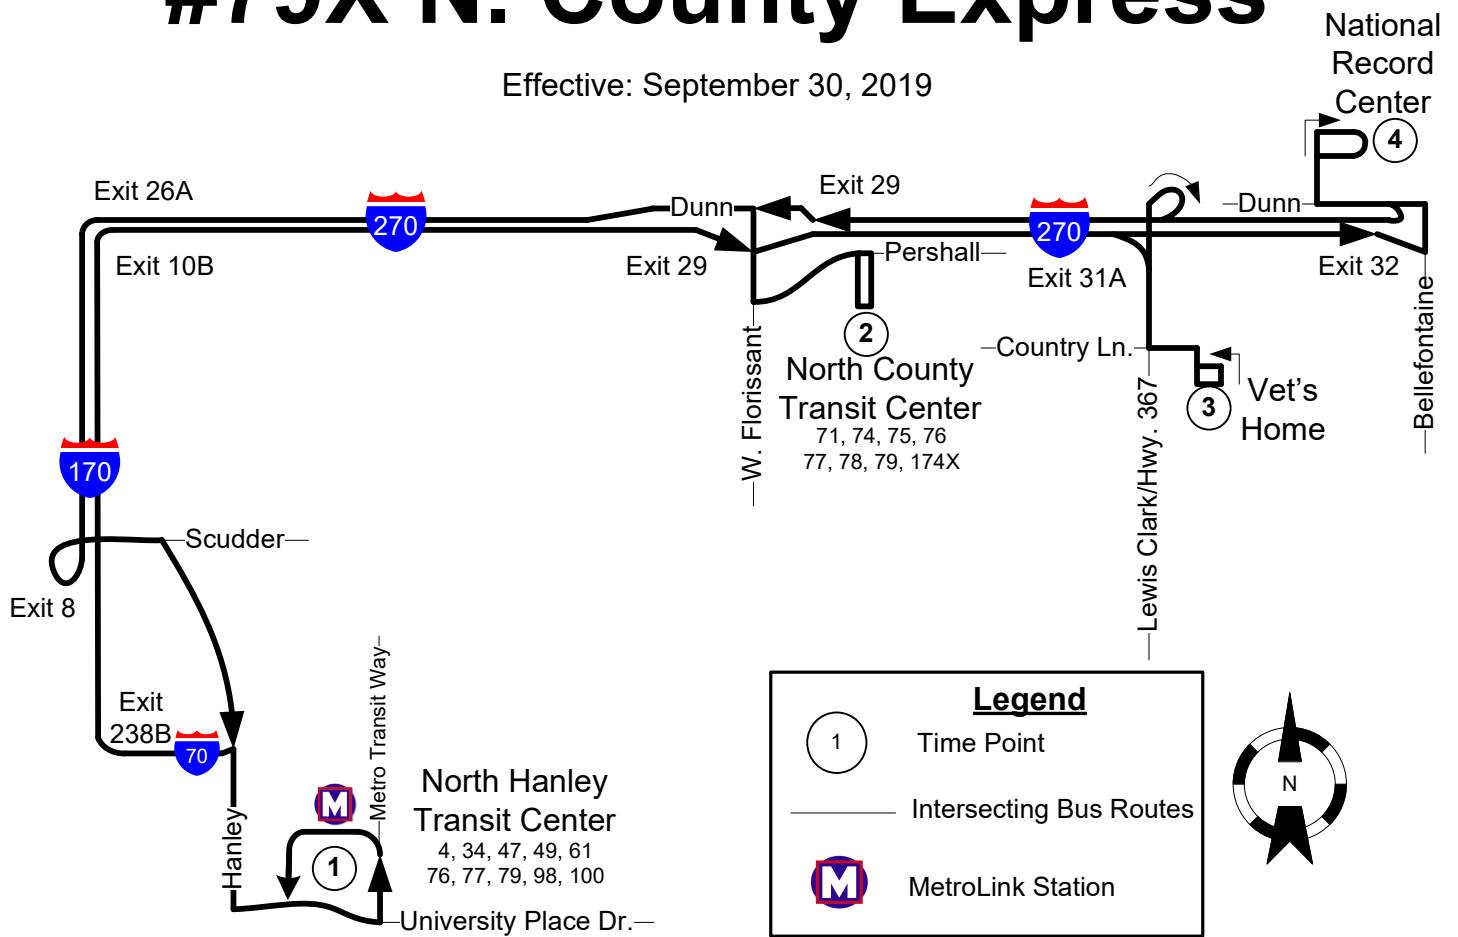 #75X N. County Express
Effective: September 30, 2019
National
Record
Center
4
Exit 26A
270
Dunn
Exit 29
270
Dunn
Exit 10B
Exit 29
Pershall
Exit 31A
Exit 32
2
North County
Transit Center
71, 74, 75, 76
77, 78, 79, 174X
W. Florissant
Country Ln.
3
Vet's
Home
Lewis Clark/Hwy. 367
Bellefontaine
170
Scudder
Exit 8
Exit
238B
70
Hanley
M
1
Metro Transit Way
North Hanley
Transit Center
4, 34, 47, 49, 61
76, 77, 79, 98, 100
University Place Dr.
Legend
1
Time Point
Intersecting Bus Routes
M
MetroLink Station
N